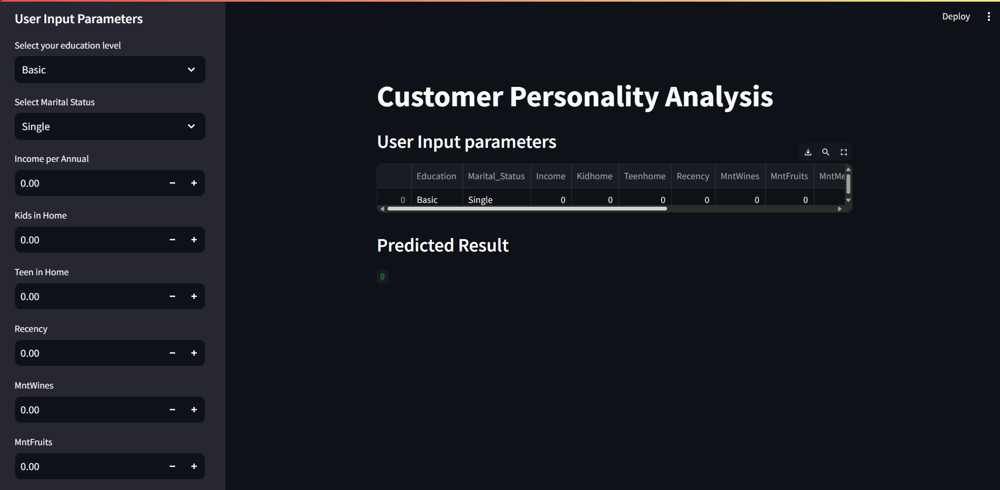 User Input Parameters
Select your education level
Basic
Select Marital Status
Single
Income per Annual
0.00
Kids in Home
0.00
Teen in Home
0.00
Recency
0.00
MntWines
0.00
MntFruits
0.00
Deploy
Customer Personality Analysis
User Input parameters
Education Marital_Status Income Kidhome Teenhome Recency MntWines MntFruits MntMe
0 Basic Single 0 0 0 0 0 0
Predicted Result
0